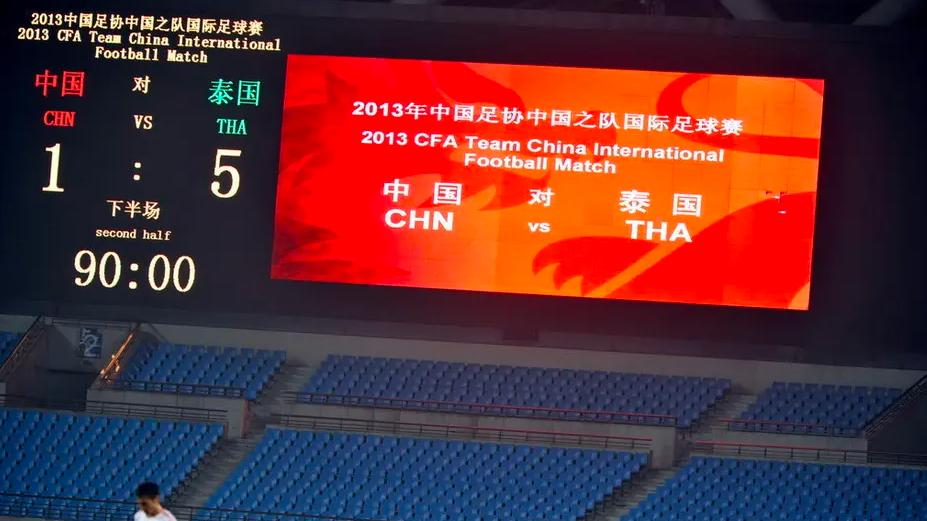 2013中国足协中国之队国际足球赛
2013 CFA Team China International
Football Match
中国 对 泰国
CHN VS THA
1 : 5
下半场
second half
90:00
2013年中国足协中国之队国际足球赛
2013 CFA Team China International
Football Match
中国 对 泰国
CHN vs THA